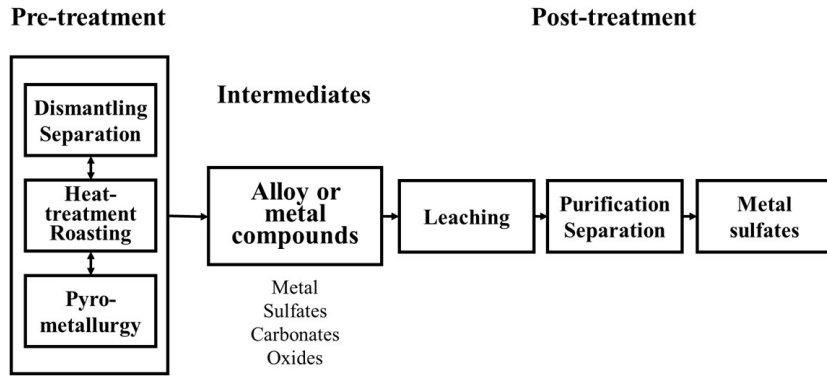 Pre-treatment
Post-treatment
Intermediates
Dismantling
Separation
Heat-
treatment
Roasting
Pyro-
metallurgy
Alloy or
metal
compounds
Metal
Sulfates
Carbonates
Oxides
Leaching
Purification
Separation
Metal
sulfates